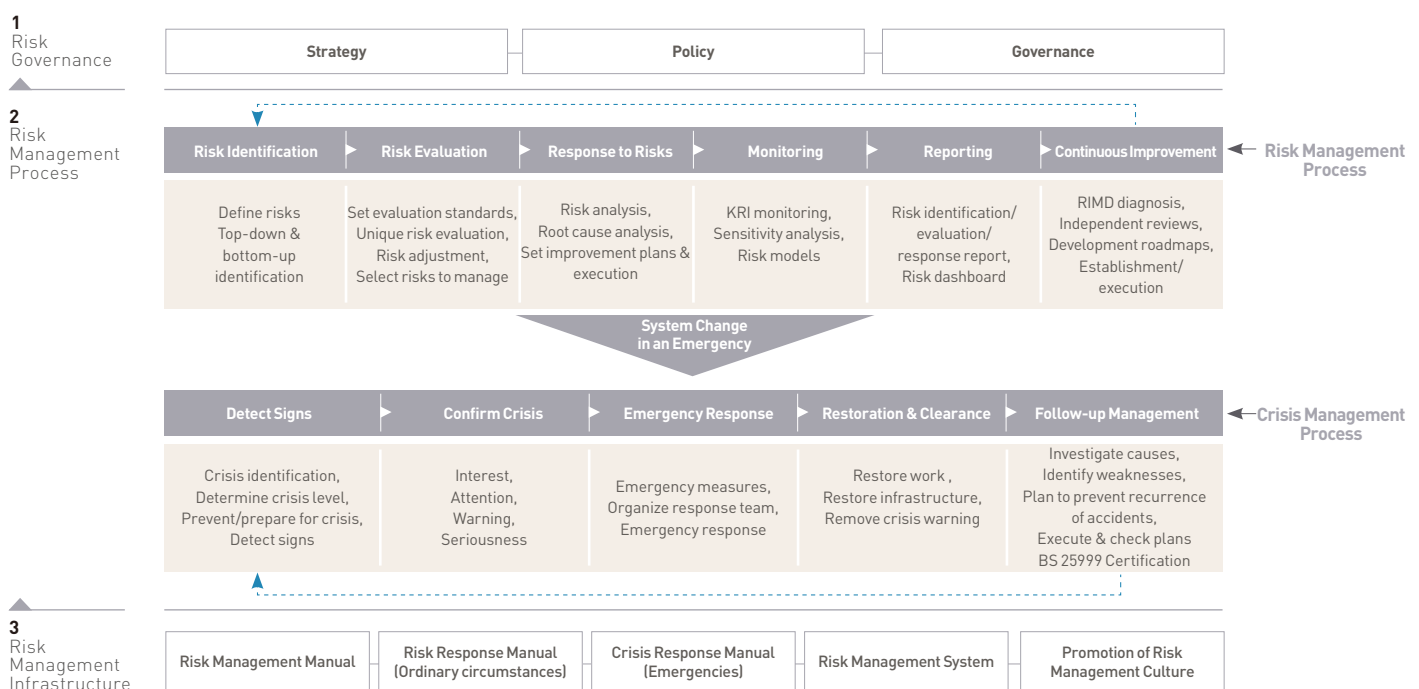 1
Risk
Governance
Strategy
Policy
Governance
2
Risk
Management
Process
Risk Identification
Risk Evaluation
Response to Risks
Monitoring
Reporting
Continuous Improvement
Risk Management
Process
Define risks
Top-down &
bottom-up
identification
Set evaluation standards,
Unique risk evaluation,
Risk adjustment,
Select risks to manage
Risk analysis,
Root cause analysis,
Set improvement plans &
execution
KRI monitoring,
Sensitivity analysis,
Risk models
Risk identification/
evaluation/
response report,
Risk dashboard
RIMD diagnosis,
Independent reviews,
Development roadmaps,
Establishment/
execution
System Change
in an Emergency
Detect Signs
Confirm Crisis
Emergency Response
Restoration & Clearance
Follow-up Management
Crisis Management
Process
Crisis identification,
Determine crisis level,
Prevent/prepare for crisis,
Detect signs
Interest,
Attention,
Warning,
Seriousness
Emergency measures,
Organize response team,
Emergency response
Restore work ,
Restore infrastructure,
Remove crisis warning
Investigate causes,
Identify weaknesses,
Plan to prevent recurrence
of accidents,
Execute & check plans
BS 25999 Certification
3
Risk
Management
Infrastructure
Risk Management Manual
Risk Response Manual
(Ordinary circumstances)
Crisis Response Manual
(Emergencies)
Risk Management System
Promotion of Risk
Management Culture